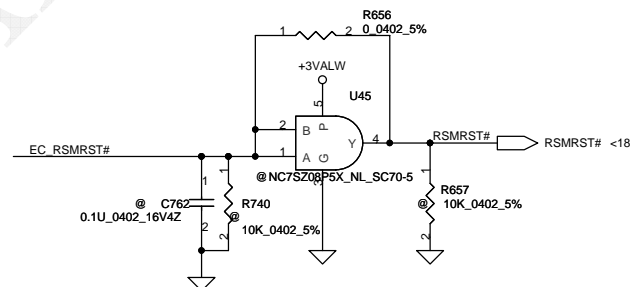 R656
1 2
0_0402_5%
+3VALW
U45
5
2 B P
Y 4
RSMRST#
RSMRST# <18
EC_RSMRST#
1 A G
3
@NC7SZ08P5X_NL_SC70-5
@ C762
0.1U_0402_16V4Z
1
2
R740
@
10K_0402_5%
1
2
R657
@ 10K_0402_5%
1
2